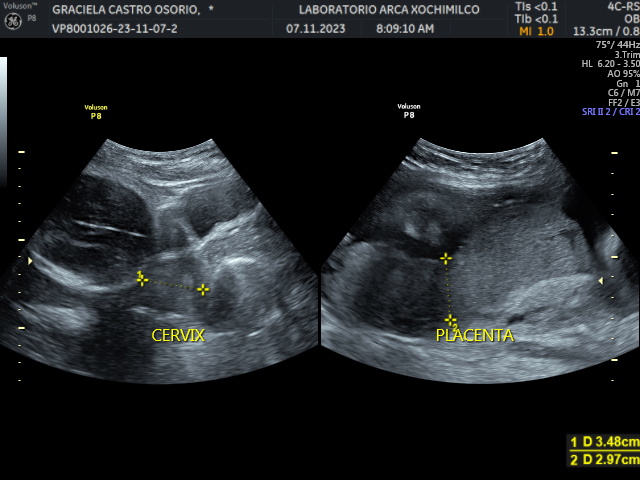 Voluson™
P8
GRACIELA CASTRO OSORIO, *
VP8001026-23-11-07-2
LABORATORIO ARCA XOCHIMILCO
07.11.2023
8:09:10 AM
TIs <0.1
TIb <0.1
MI 1.0
4C-RS
OB
13.3cm / 0.8
75°/ 44Hz
3.Trim
HL 6.20 - 3.50
AO 95%
Gn 1
C6 / M7
FF2 / E3
SRI II 2 / CRI 2
Voluson
P8
Voluson
P8
1
CERVIX
2
PLACENTA
1 D 3.48cm
2 D 2.97cm